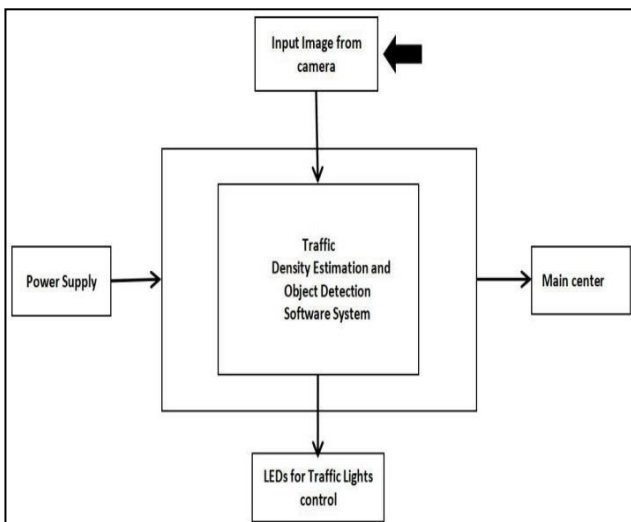 Input Image from
camera
Traffic
Density Estimation and
Object Detection
Software System
Power Supply
Main center
LEDs for Traffic Lights
control